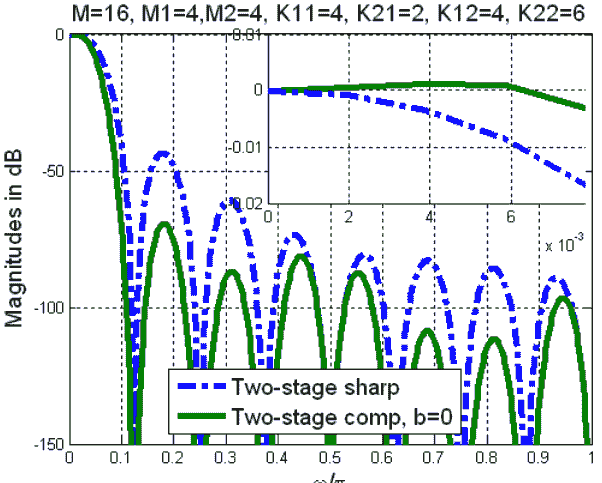 M=16, M1=4,M2=4, K11=4, K21=2, K12=4, K22=6
0.01
0
-0.01
0 2 4 6
x 10⁻³
Magnitudes in dB
0
-50
-100
-150
Two-stage sharp
Two-stage comp, b=0
0 0.1 0.2 0.3 0.4 0.5 0.6 0.7 0.8 0.9 1